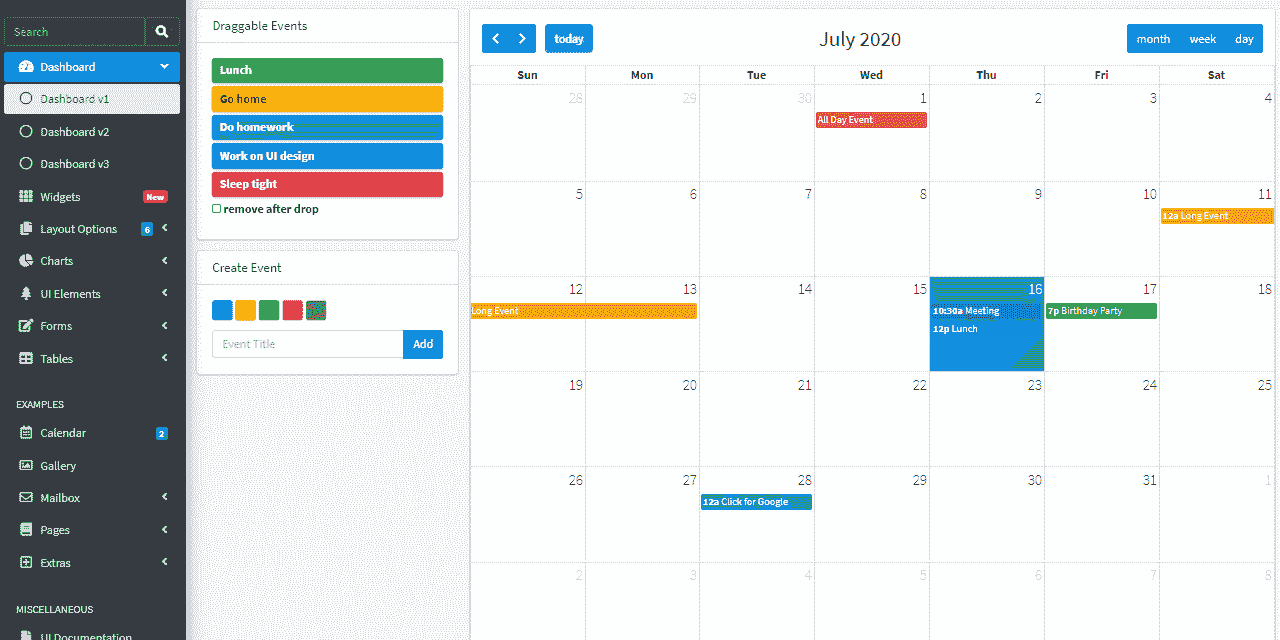 Search
Dashboard
Dashboard v1
Dashboard v2
Dashboard v3
Widgets New
Layout Options 6
Charts
UI Elements
Forms
Tables
EXAMPLES
Calendar 2
Gallery
Mailbox
Pages
Extras
MISCELLANEOUS
UI Documentation
Draggable Events
Lunch
Go home
Do homework
Work on UI design
Sleep tight
remove after drop
Create Event
Event Title Add
today July 2020 month week day
Sun Mon Tue Wed Thu Fri Sat
28 29 30 1 2 3 4
All Day Event
5 6 7 8 9 10 11
12a Long Event
12 13 14 15 16 17 18
Long Event 10:30a Meeting 7p Birthday Party
12p Lunch
19 20 21 22 23 24 25
26 27 28 29 30 31 1
12a Click for Google
2 3 4 5 6 7 8